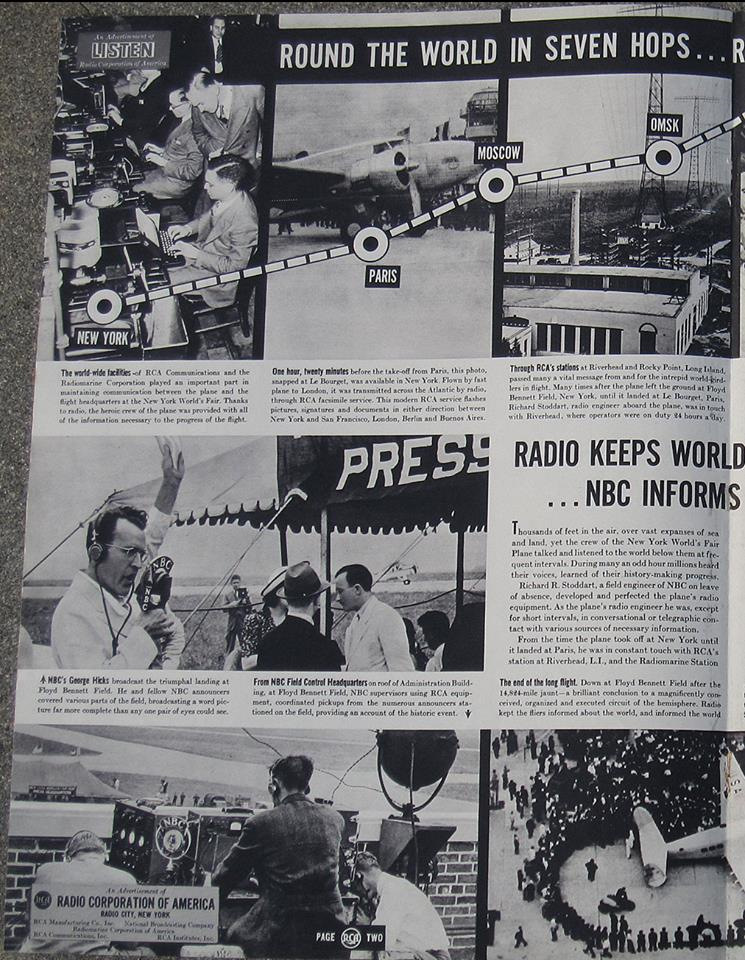 An Advertisement of
LISTEN
Radio Corporation of America
ROUND THE WORLD IN SEVEN HOPS...R
NEW YORK
PARIS
MOSCOW
OMSK
The world-wide facilities of RCA Communications and the
Radiomarine Corporation played an important part in
maintaining communication between the plane and the
flight headquarters at the New York World's Fair. Thanks
to radio, the heroic crew of the plane was provided with all
of the information necessary to the progress of the flight.
One hour, twenty minutes before the take-off from Paris, this photo,
snapped at Le Bourget, was available in New York. Flown by fast
plane to London, it was transmitted across the Atlantic by radio,
through RCA facsimile service. This modern RCA service flashes
pictures, signatures and documents in either direction between
New York and San Francisco, London, Berlin and Buenos Aires.
Through RCA's stations at Riverhead and Rocky Point, Long Island,
passed many a vital message from and for the intrepid world-gird-
lers in flight. Many times after the plane left the ground at Floyd
Bennett Field, New York, until it landed at Le Bourget, Paris,
Richard Stoddart, radio engineer aboard the plane, was in touch
with Riverhead, where operators were on duty 24 hours a day.
PRESS
NBC
NBC
RADIO KEEPS WORLD
...NBC INFORMS
Thousands of feet in the air, over vast expanses of sea
and land, yet the crew of the New York World's Fair
Plane talked and listened to the world below them at fre-
quent intervals. During many an odd hour millions heard
their voices, learned of their history-making progress.
Richard R. Stoddart, a field engineer of NBC on leave
of absence, developed and perfected the plane's radio
equipment. As the plane's radio engineer he was, except
for short intervals, in conversational or telegraphic con-
tact with various sources of necessary information.
From the time the plane took off at New York until
it landed at Paris, he was in constant touch with RCA's
station at Riverhead, L.I., and the Radiomarine Station
NBC's George Hicks broadcast the triumphal landing at
Floyd Bennett Field. He and fellow NBC announcers
covered various parts of the field, broadcasting a word pic-
ture far more complete than any one pair of eyes could see.
From NBC Field Control Headquarters on roof of Administration Build-
ing, at Floyd Bennett Field, NBC supervisors using RCA equip-
ment, coordinated pickups from the numerous announcers sta-
tioned on the field, providing an account of the historic event.
The end of the long flight. Down at Floyd Bennett Field after the
14,824-mile jaunt—a brilliant conclusion to a magnificently con-
ceived, organized and executed circuit of the hemisphere. Radio
kept the fliers informed about the world, and informed the world
NBC
An Advertisement of
RCA RADIO CORPORATION OF AMERICA
RADIO CITY, NEW YORK
RCA Manufacturing Co., Inc. National Broadcasting Company
Radiomarine Corporation of America
RCA Communications, Inc. RCA Institutes, Inc.
PAGE RCA TWO